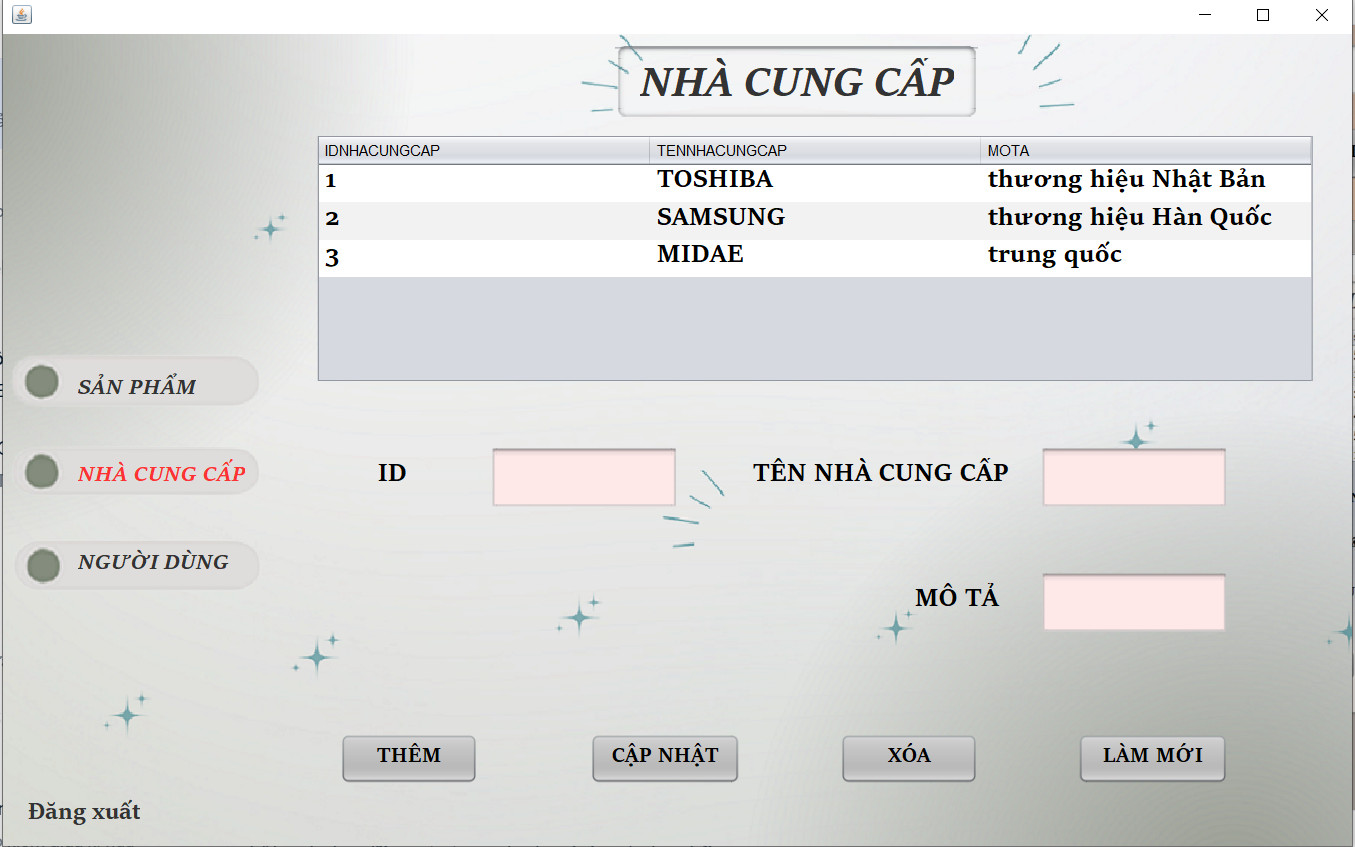 NHÀ CUNG CẤP
IDNHACUNGCAP TENNHACUNGCAP MOTA
1 TOSHIBA thương hiệu Nhật Bản
2 SAMSUNG thương hiệu Hàn Quốc
3 MIDAE trung quốc
SẢN PHẨM
NHÀ CUNG CẤP
NGƯỜI DÙNG
ID TÊN NHÀ CUNG CẤP
MÔ TẢ
THÊM CẬP NHẬT XÓA LÀM MỚI
Đăng xuất